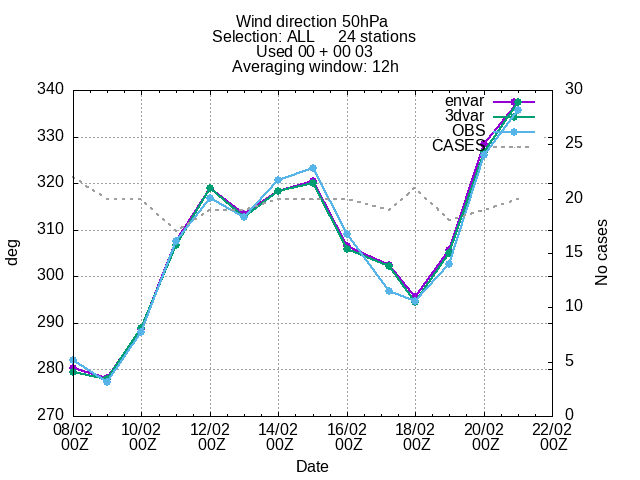 Wind direction 50hPa
Selection: ALL 24 stations
Used 00 + 00 03
Averaging window: 12h
340 30
envar
3dvar
OBS
CASES
330 25
320 20
310 15
300 10
290
280 5
270 0
deg
No cases
08/02 10/02 12/02 14/02 16/02 18/02 20/02 22/02
00Z 00Z 00Z 00Z 00Z 00Z 00Z 00Z
Date